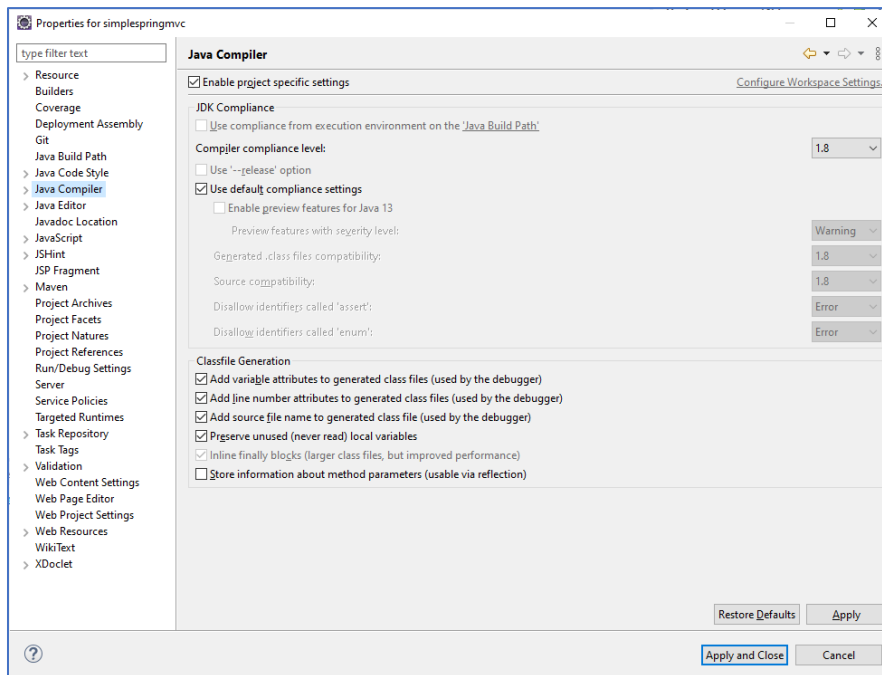 Properties for simplespringmvc
type filter text
Resource
Builders
Coverage
Deployment Assembly
Git
Java Build Path
Java Code Style
Java Compiler
Java Editor
Javadoc Location
JavaScript
JSHint
JSP Fragment
Maven
Project Archives
Project Facets
Project Natures
Project References
Run/Debug Settings
Server
Service Policies
Targeted Runtimes
Task Repository
Task Tags
Validation
Web Content Settings
Web Page Editor
Web Project Settings
Web Resources
WikiText
XDoclet
Java Compiler
Enable project specific settings Configure Workspace Settings.
JDK Compliance
Use compliance from execution environment on the 'Java Build Path'
Compiler compliance level: 1.8
Use '--release' option
Use default compliance settings
Enable preview features for Java 13
Preview features with severity level: Warning
Generated .class files compatibility: 1.8
Source compatibility: 1.8
Disallow identifiers called 'assert': Error
Disallow identifiers called 'enum': Error
Classfile Generation
Add variable attributes to generated class files (used by the debugger)
Add line number attributes to generated class files (used by the debugger)
Add source file name to generated class file (used by the debugger)
Preserve unused (never read) local variables
Inline finally blocks (larger class files, but improved performance)
Store information about method parameters (usable via reflection)
Restore Defaults Apply
? Apply and Close Cancel